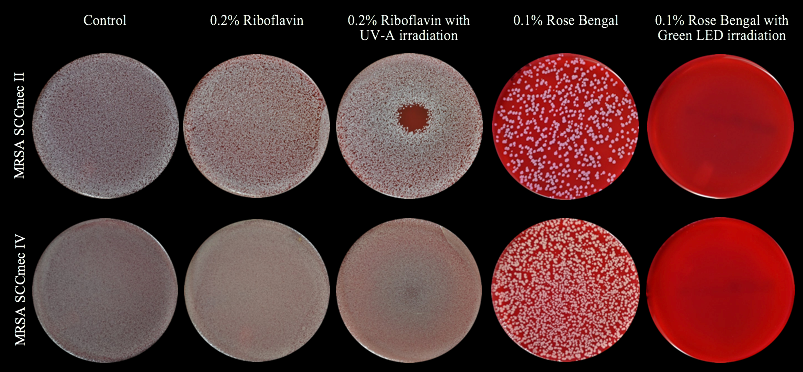 Control
0.2% Riboflavin
0.2% Riboflavin with
UV-A irradiation
0.1% Rose Bengal
0.1% Rose Bengal with
Green LED irradiation
MRSA SCCmec II
MRSA SCCmec IV